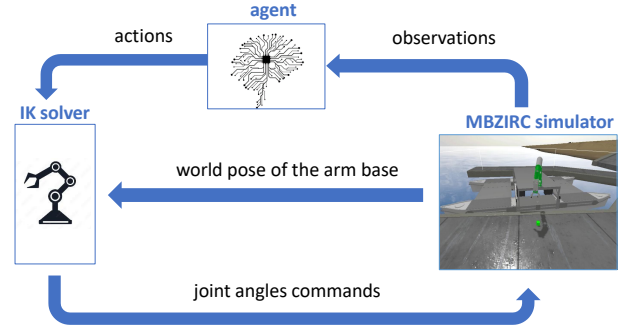 agent
actions
observations
IK solver
MBZIRC simulator
world pose of the arm base
joint angles commands